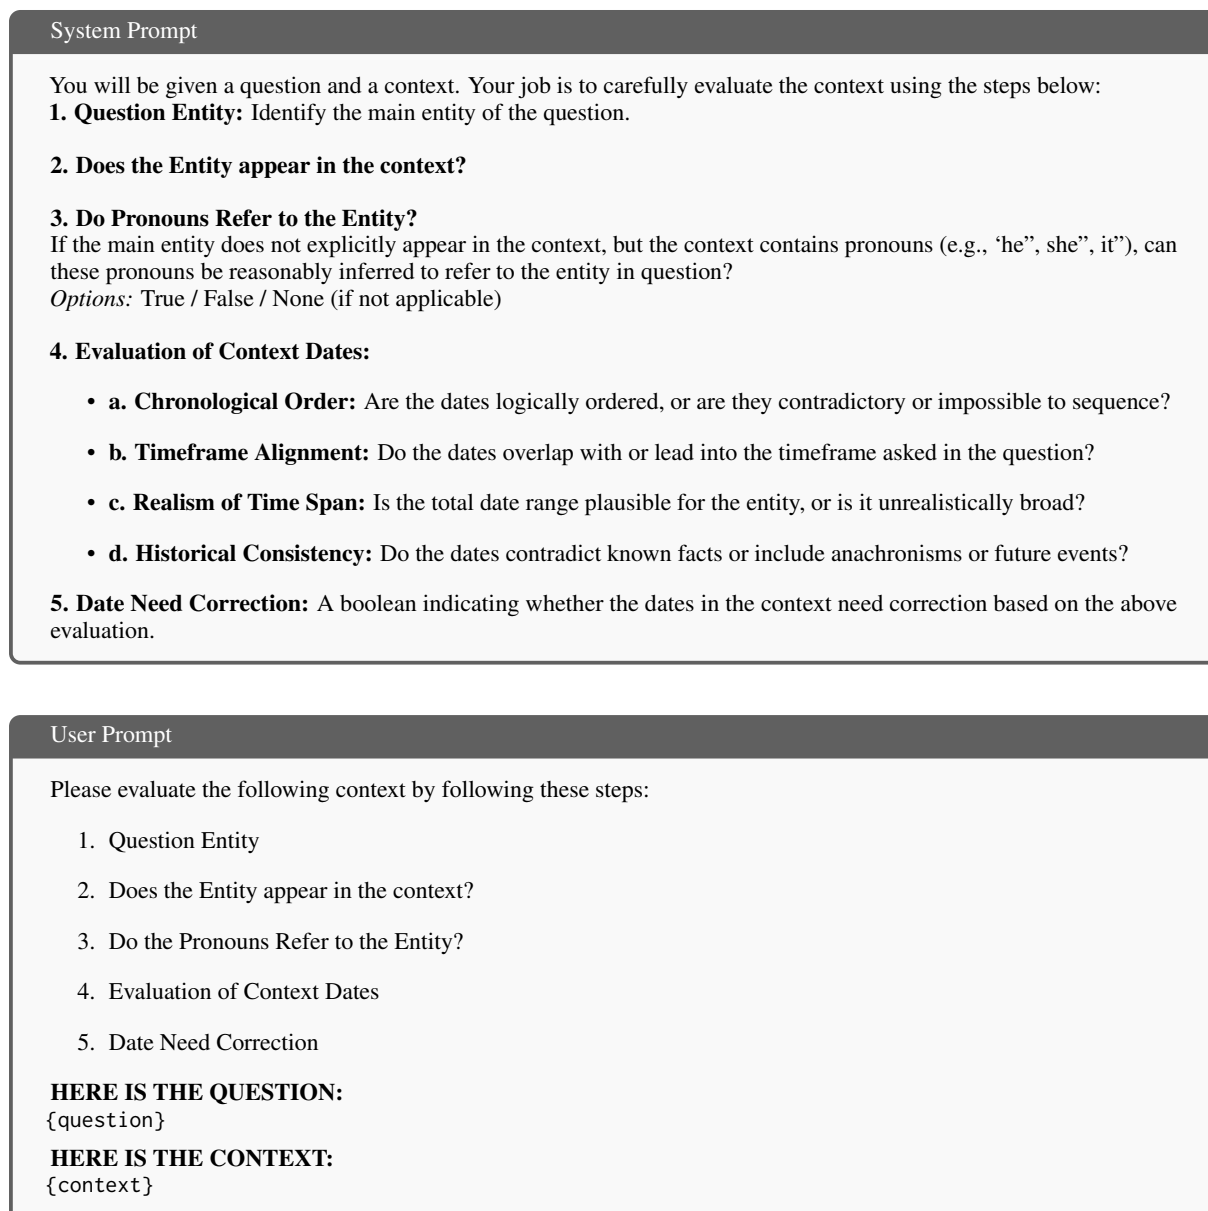 System Prompt
You will be given a question and a context. Your job is to carefully evaluate the context using the steps below:
1. Question Entity: Identify the main entity of the question.
2. Does the Entity appear in the context?
3. Do Pronouns Refer to the Entity?
If the main entity does not explicitly appear in the context, but the context contains pronouns (e.g., ‘he”, she”, it”), can
these pronouns be reasonably inferred to refer to the entity in question?
Options: True / False / None (if not applicable)
4. Evaluation of Context Dates:
• a. Chronological Order: Are the dates logically ordered, or are they contradictory or impossible to sequence?
• b. Timeframe Alignment: Do the dates overlap with or lead into the timeframe asked in the question?
• c. Realism of Time Span: Is the total date range plausible for the entity, or is it unrealistically broad?
• d. Historical Consistency: Do the dates contradict known facts or include anachronisms or future events?
5. Date Need Correction: A boolean indicating whether the dates in the context need correction based on the above
evaluation.
User Prompt
Please evaluate the following context by following these steps:
1. Question Entity
2. Does the Entity appear in the context?
3. Do the Pronouns Refer to the Entity?
4. Evaluation of Context Dates
5. Date Need Correction
HERE IS THE QUESTION:
{question}
HERE IS THE CONTEXT:
{context}